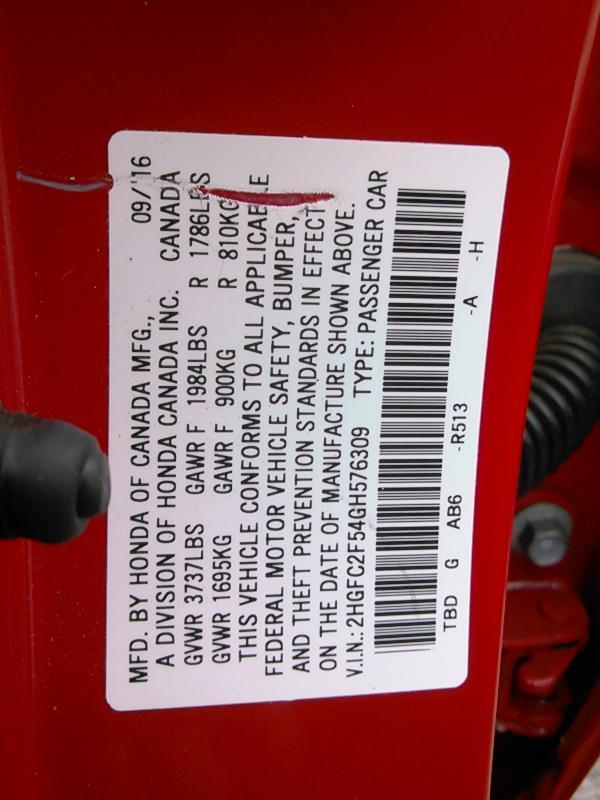 MFD. BY HONDA OF CANADA MFG., 09/16
A DIVISION OF HONDA CANADA INC. CANADA
GVWR 3737LBS GAWR F 1984LBS R 1786LBS
GVWR 1695KG GAWR F 900KG R 810KG
THIS VEHICLE CONFORMS TO ALL APPLICABLE
FEDERAL MOTOR VEHICLE SAFETY, BUMPER,
AND THEFT PREVENTION STANDARDS IN EFFECT
ON THE DATE OF MANUFACTURE SHOWN ABOVE.
V.I.N.:2HGFC2F54GH576309 TYPE: PASSENGER CAR
TBD G AB6 -R513 -A -H